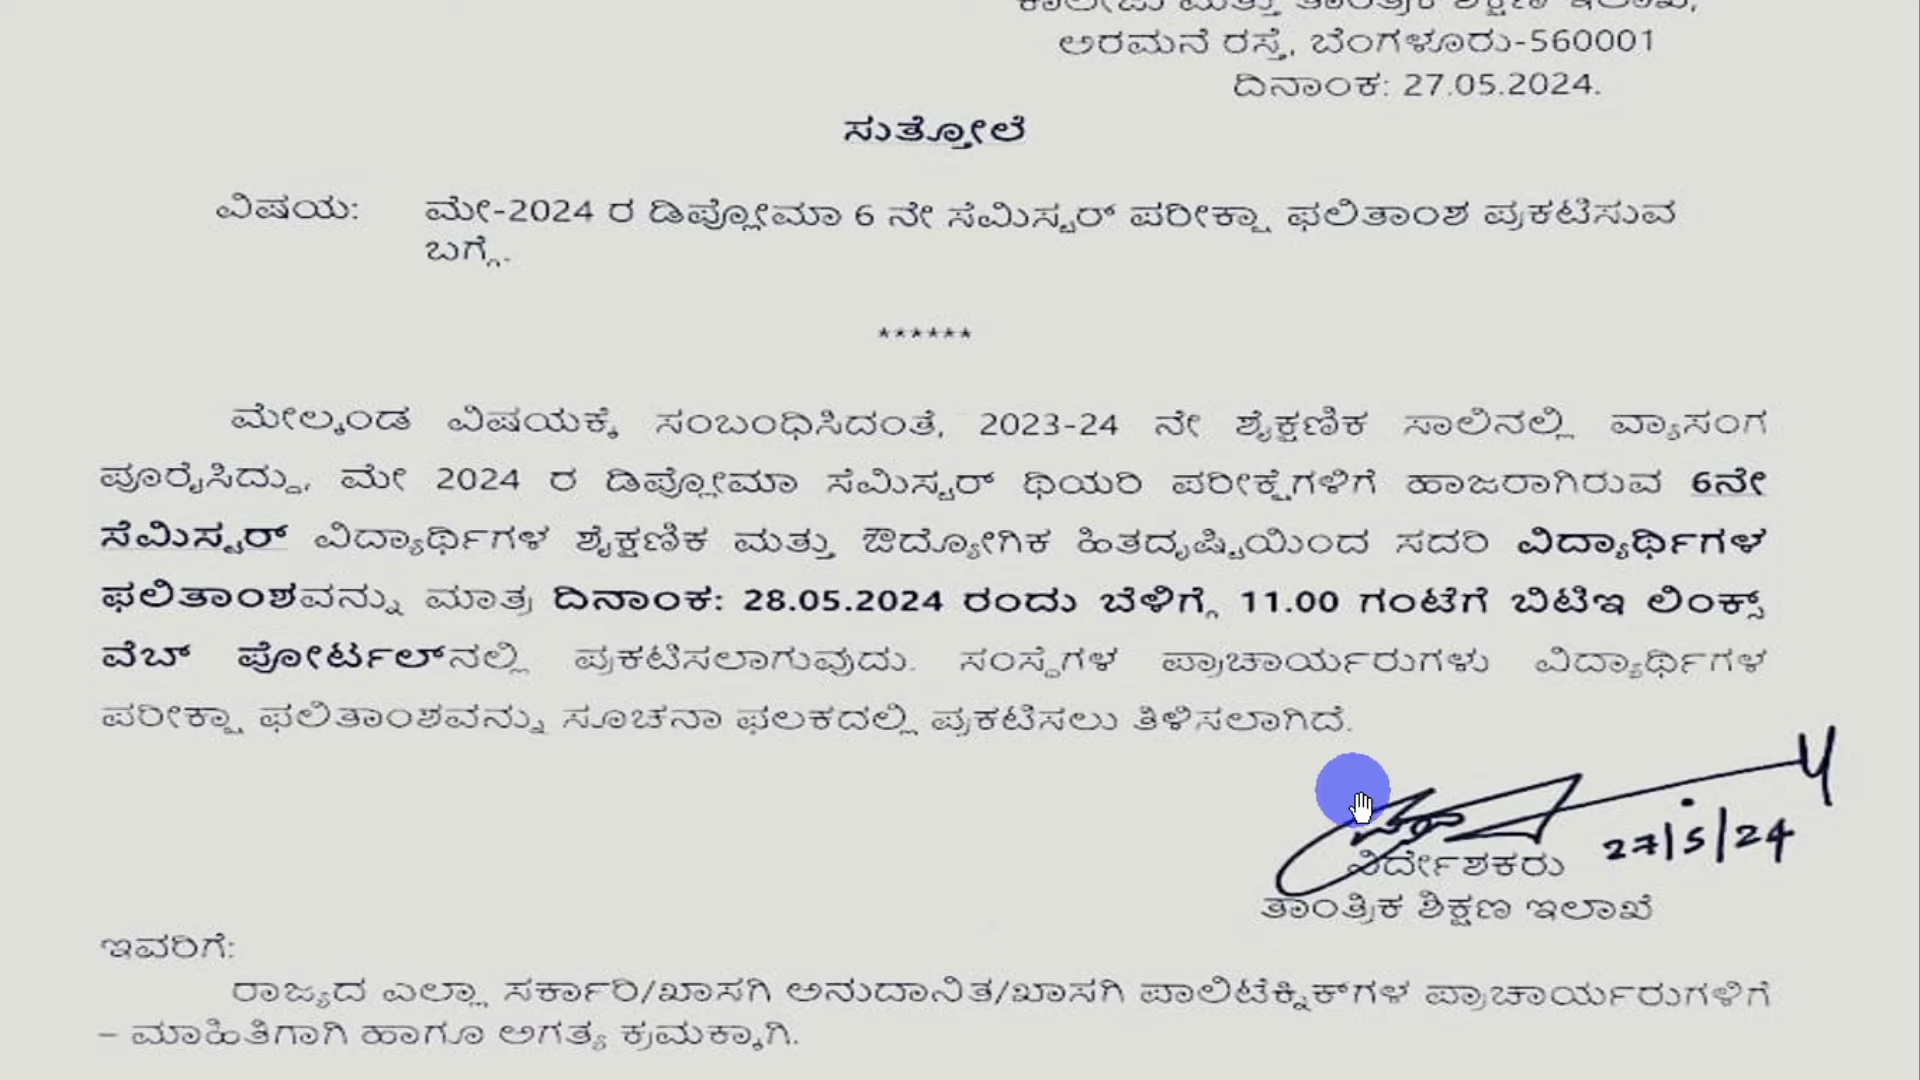 ಕಾಲೇಜು ಮತ್ತು ತಾಂತ್ರಿಕ ಶಿಕ್ಷಣ ಇಲಾಖೆ,
ಅರಮನೆ ರಸ್ತೆ, ಬೆಂಗಳೂರು-560001
ದಿನಾಂಕ: 27.05.2024.
ಸುತ್ತೋಲೆ
ವಿಷಯ: ಮೇ-2024 ರ ಡಿಪ್ಲೋಮಾ 6 ನೇ ಸೆಮಿಸ್ಟರ್ ಪರೀಕ್ಷಾ ಫಲಿತಾಂಶ ಪ್ರಕಟಿಸುವ
ಬಗ್ಗೆ.
******
ಮೇಲ್ಕಂಡ ವಿಷಯಕ್ಕೆ ಸಂಬಂಧಿಸಿದಂತೆ, 2023-24 ನೇ ಶೈಕ್ಷಣಿಕ ಸಾಲಿನಲ್ಲಿ ವ್ಯಾಸಂಗ
ಪೂರೈಸಿದ್ದು, ಮೇ 2024 ರ ಡಿಪ್ಲೋಮಾ ಸೆಮಿಸ್ಟರ್ ಥಿಯರಿ ಪರೀಕ್ಷೆಗಳಿಗೆ ಹಾಜರಾಗಿರುವ 6ನೇ
ಸೆಮಿಸ್ಟರ್ ವಿದ್ಯಾರ್ಥಿಗಳ ಶೈಕ್ಷಣಿಕ ಮತ್ತು ಔದ್ಯೋಗಿಕ ಹಿತದೃಷ್ಟಿಯಿಂದ ಸದರಿ ವಿದ್ಯಾರ್ಥಿಗಳ
ಫಲಿತಾಂಶವನ್ನು ಮಾತ್ರ ದಿನಾಂಕ: 28.05.2024 ರಂದು ಬೆಳಿಗ್ಗೆ 11.00 ಗಂಟೆಗೆ ಬಿಟಿಇ ಲಿಂಕ್ಸ್
ವೆಬ್ ಪೋರ್ಟಲ್‌ನಲ್ಲಿ ಪ್ರಕಟಿಸಲಾಗುವುದು. ಸಂಸ್ಥೆಗಳ ಪ್ರಾಚಾರ್ಯರುಗಳು ವಿದ್ಯಾರ್ಥಿಗಳ
ಪರೀಕ್ಷಾ ಫಲಿತಾಂಶವನ್ನು ಸೂಚನಾ ಫಲಕದಲ್ಲಿ ಪ್ರಕಟಿಸಲು ತಿಳಿಸಲಾಗಿದೆ.
27/5/24
ನಿರ್ದೇಶಕರು
ತಾಂತ್ರಿಕ ಶಿಕ್ಷಣ ಇಲಾಖೆ
ಇವರಿಗೆ:
ರಾಜ್ಯದ ಎಲ್ಲಾ ಸರ್ಕಾರಿ/ಖಾಸಗಿ ಅನುದಾನಿತ/ಖಾಸಗಿ ಪಾಲಿಟೆಕ್ನಿಕ್‌ಗಳ ಪ್ರಾಚಾರ್ಯರುಗಳಿಗೆ
– ಮಾಹಿತಿಗಾಗಿ ಹಾಗೂ ಅಗತ್ಯ ಕ್ರಮಕ್ಕಾಗಿ.